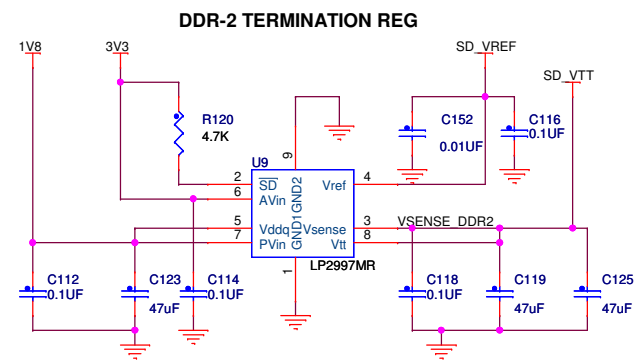 DDR-2 TERMINATION REG
1V8
3V3
SD_VREF
SD_VTT
R120
4.7K
C152
0.01UF
C116
0.1UF
U9
9
2
SD
GND2
Vref
4
6
AVin
5
Vddq
GND1
Vsense
3
VSENSE_DDR2
7
PVin
Vtt
8
LP2997MR
1
C112
0.1UF
C123
47uF
C114
0.1UF
C118
0.1UF
C119
47uF
C125
47uF